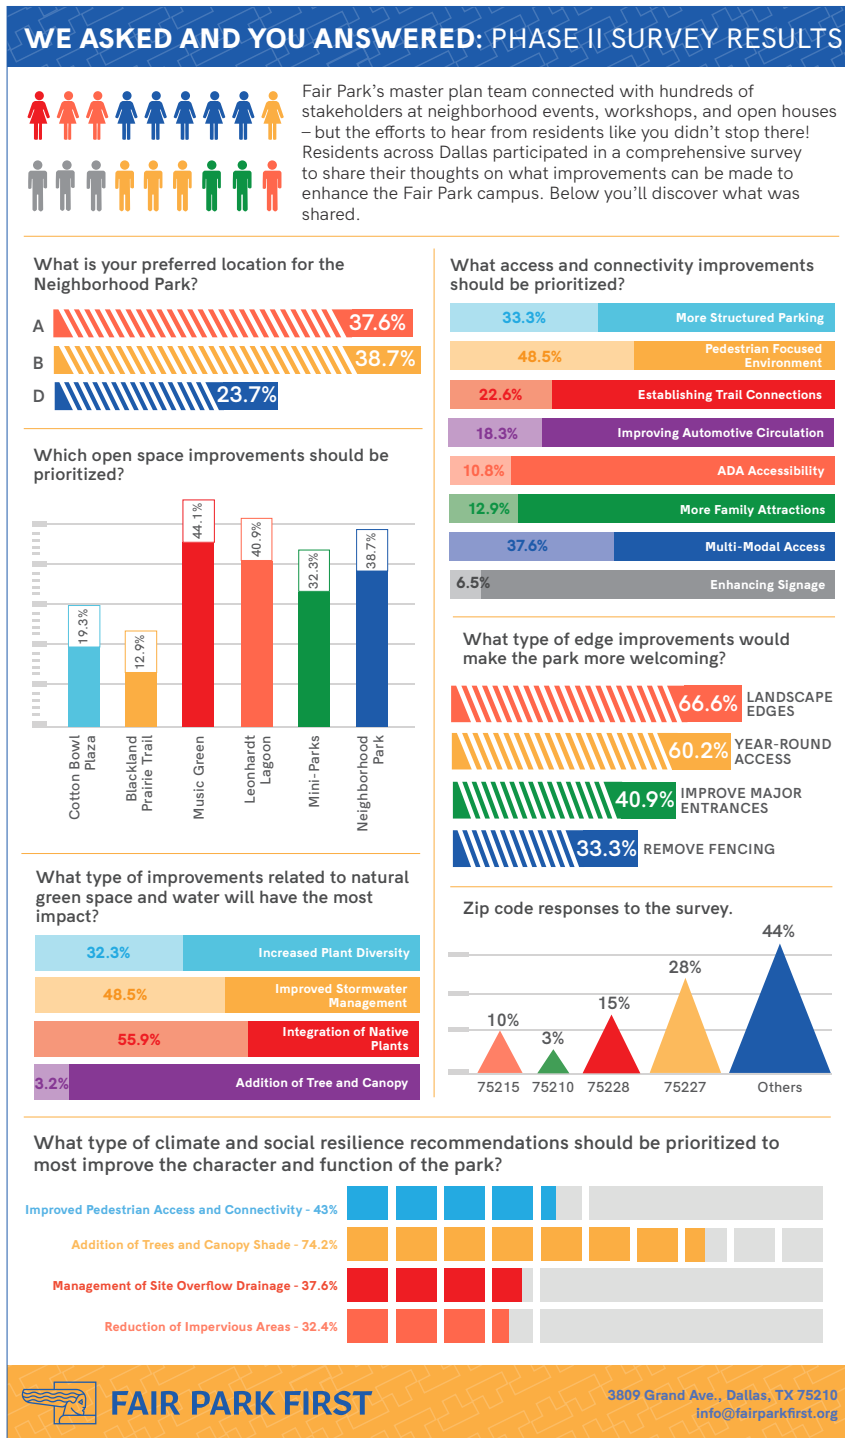 WE ASKED AND YOU ANSWERED: PHASE II SURVEY RESULTS
Fair Park's master plan team connected with hundreds of
stakeholders at neighborhood events, workshops, and open houses
– but the efforts to hear from residents like you didn't stop there!
Residents across Dallas participated in a comprehensive survey
to share their thoughts on what improvements can be made to
enhance the Fair Park campus. Below you'll discover what was
shared.
What is your preferred location for the
Neighborhood Park?
A 37.6%
B 38.7%
D 23.7%
Which open space improvements should be
prioritized?
19.3%
12.9%
44.1%
40.9%
32.3%
38.7%
Cotton Bowl
Plaza
Blackland
Prairie Trail
Music Green
Leonhardt
Lagoon
Mini-Parks
Neighborhood
Park
What type of improvements related to natural
green space and water will have the most
impact?
32.3% Increased Plant Diversity
48.5% Improved Stormwater
Management
55.9% Integration of Native
Plants
3.2% Addition of Tree and Canopy
What access and connectivity improvements
should be prioritized?
33.3% More Structured Parking
48.5% Pedestrian Focused
Environment
22.6% Establishing Trail Connections
18.3% Improving Automotive Circulation
10.8% ADA Accessibility
12.9% More Family Attractions
37.6% Multi-Modal Access
6.5% Enhancing Signage
What type of edge improvements would
make the park more welcoming?
66.6% LANDSCAPE
EDGES
60.2% YEAR-ROUND
ACCESS
40.9% IMPROVE MAJOR
ENTRANCES
33.3% REMOVE FENCING
Zip code responses to the survey.
10%
3%
15%
28%
44%
75215 75210 75228 75227 Others
What type of climate and social resilience recommendations should be prioritized to
most improve the character and function of the park?
Improved Pedestrian Access and Connectivity - 43%
Addition of Trees and Canopy Shade - 74.2%
Management of Site Overflow Drainage - 37.6%
Reduction of Impervious Areas - 32.4%
FAIR PARK FIRST
3809 Grand Ave., Dallas, TX 75210
info@fairparkfirst.org